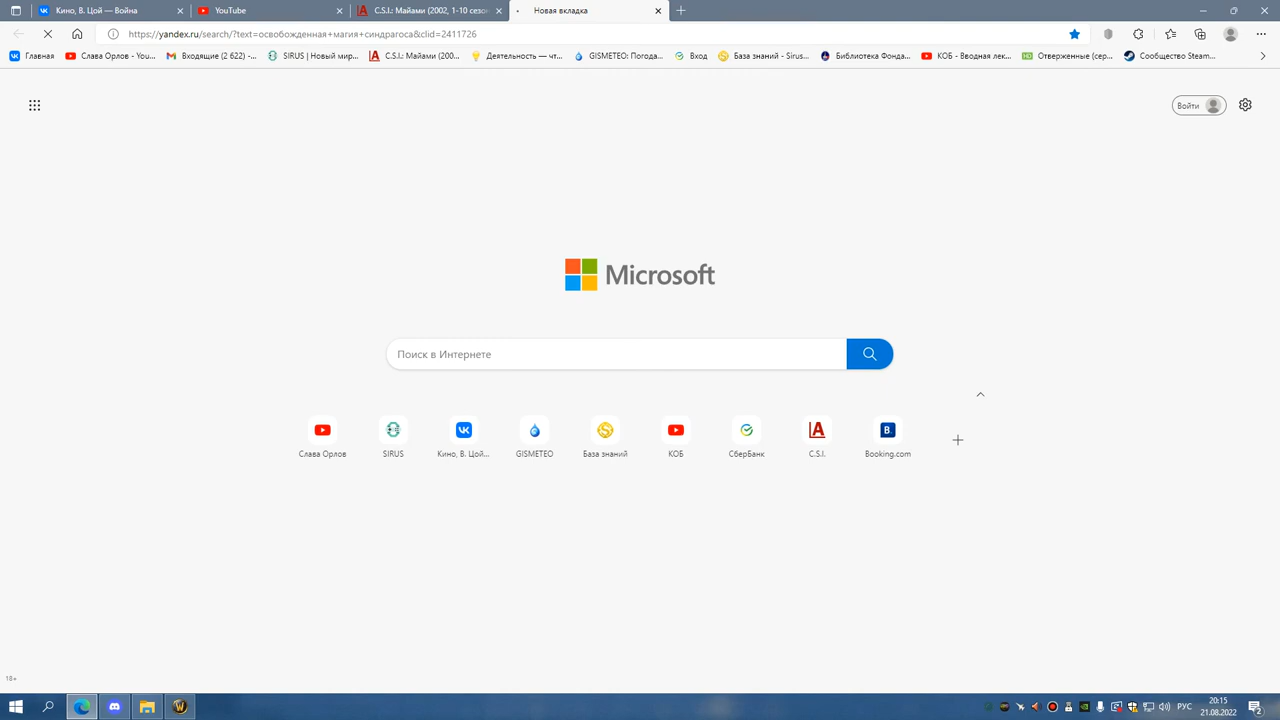 Кино, В. Цой — Война
YouTube
C.S.I.: Майами (2002, 1-10 сезо
Новая вкладка
https://yandex.ru/search/?text=освобожденная+магия+синдрагоса&clid=2411726
Главная
Слава Орлов - You...
Входящие (2 622) -...
SIRUS | Новый мир...
C.S.I.: Майами (200...
Деятельность — чт...
GISMETEO: Погода...
Вход
База знаний - Sirus...
Библиотека Фонда...
КОБ - Вводная лек...
Отверженные (сер...
Сообщество Steam...
Войти
Microsoft
Поиск в Интернете
Слава Орлов
SIRUS
Кино, В. Цой...
GISMETEO
База знаний
КОБ
СберБанк
C.S.I.
Booking.com
18+
РУС
20:15
21.08.2022
2